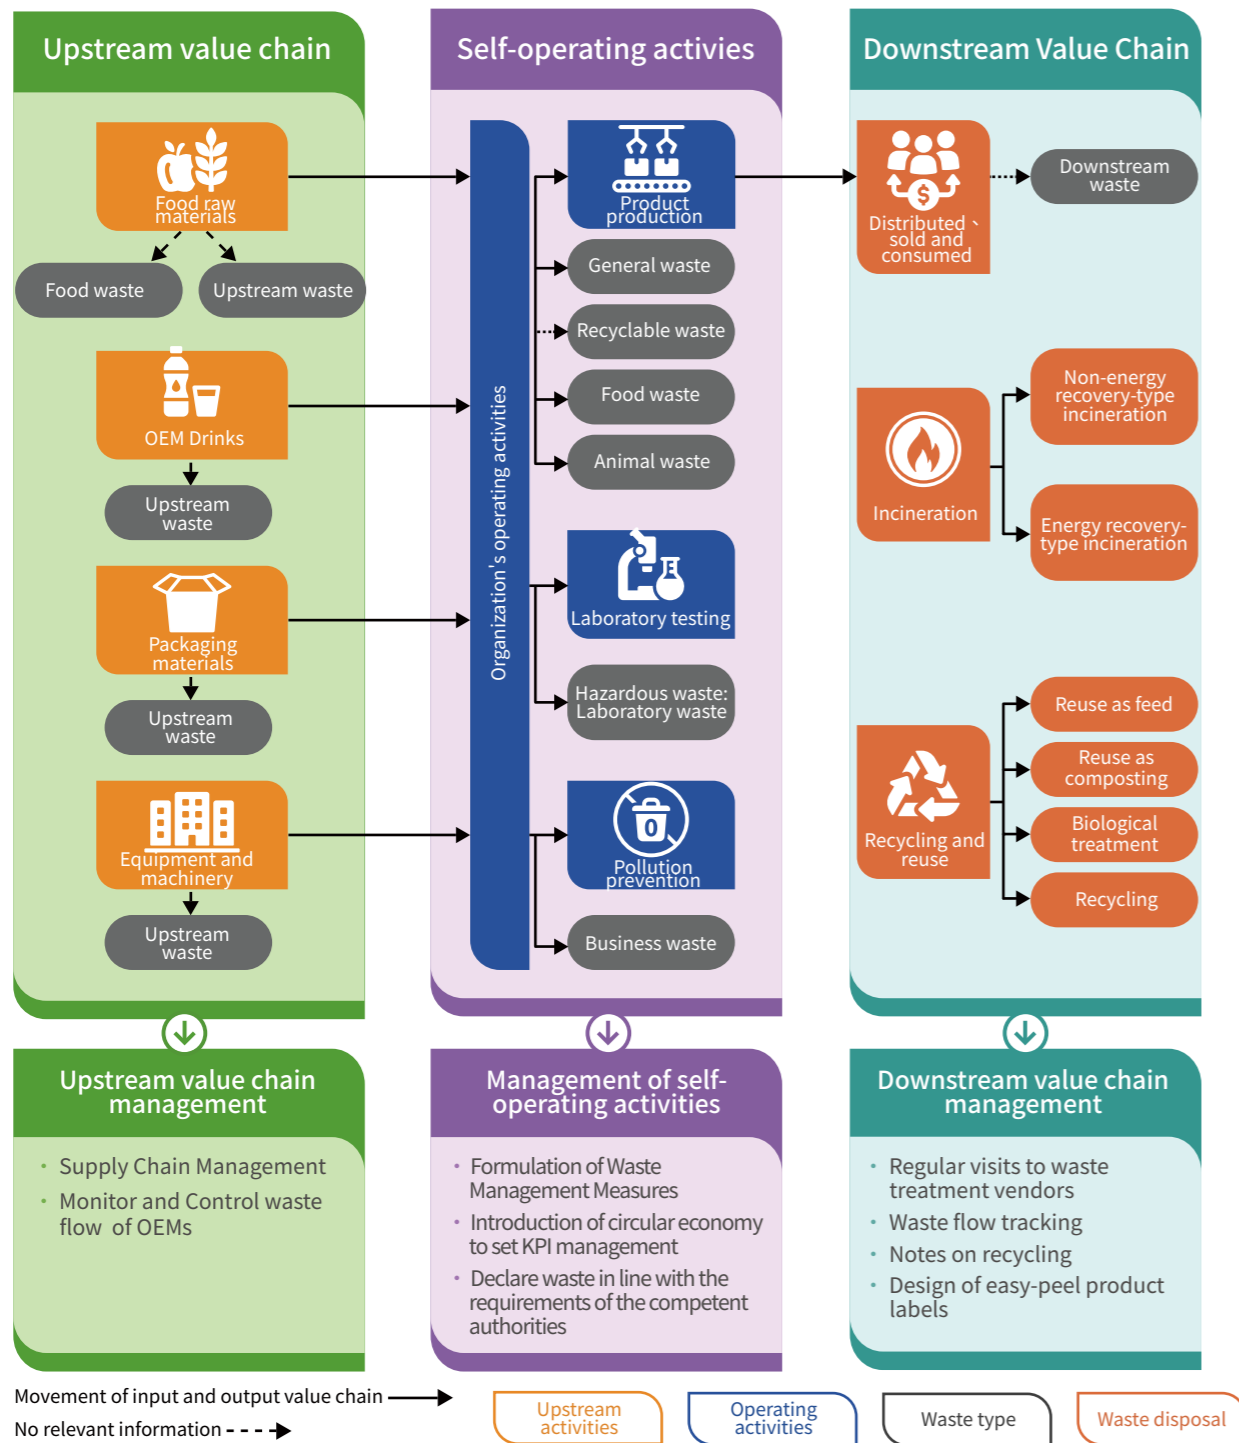 Upstream value chain
Food raw
materials
Food waste
Upstream waste
OEM Drinks
Upstream
waste
Packaging
materials
Upstream
waste
Equipment and
machinery
Upstream
waste
Self-operating activies
Organization's operating activities
Product
production
General waste
Recyclable waste
Food waste
Animal waste
E
Laboratory testing
Hazardous waste:
Laboratory waste
0
Pollution
prevention
Business waste
Downstream Value Chain
$
Distributed、
sold and
consumed
Downstream
waste
Incineration
Non-energy
recovery-type
incineration
Energy recovery-
type incineration
Recycling and
reuse
Reuse as feed
Reuse as
composting
Biological
treatment
Recycling
Upstream value chain
management
• Supply Chain Management
• Monitor and Control waste
flow of OEMs
Management of self-
operating activities
• Formulation of Waste
Management Measures
• Introduction of circular economy
to set KPI management
• Declare waste in line with the
requirements of the competent
authorities
Downstream value chain
management
• Regular visits to waste
treatment vendors
• Waste flow tracking
• Notes on recycling
• Design of easy-peel product
labels
Movement of input and output value chain
No relevant information
Upstream
activities
Operating
activities
Waste type
Waste disposal